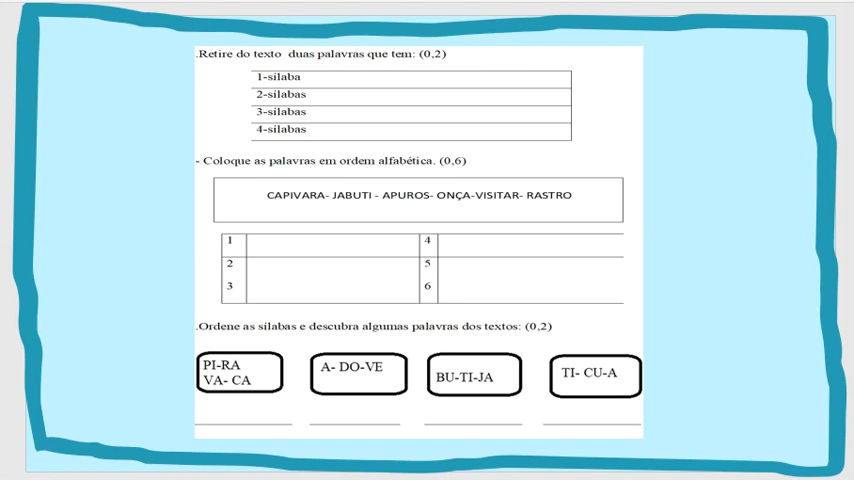 .Retire do texto duas palavras que tem: (0,2)
1-sílaba
2-sílabas
3-sílabas
4-sílabas
- Coloque as palavras em ordem alfabética. (0,6)
CAPIVARA- JABUTI - APUROS- ONÇA-VISITAR- RASTRO
1 4
2 5
3 6
.Ordene as sílabas e descubra algumas palavras dos textos: (0,2)
PI-RA
VA- CA
A- DO-VE
BU-TI-JA
TI- CU-A